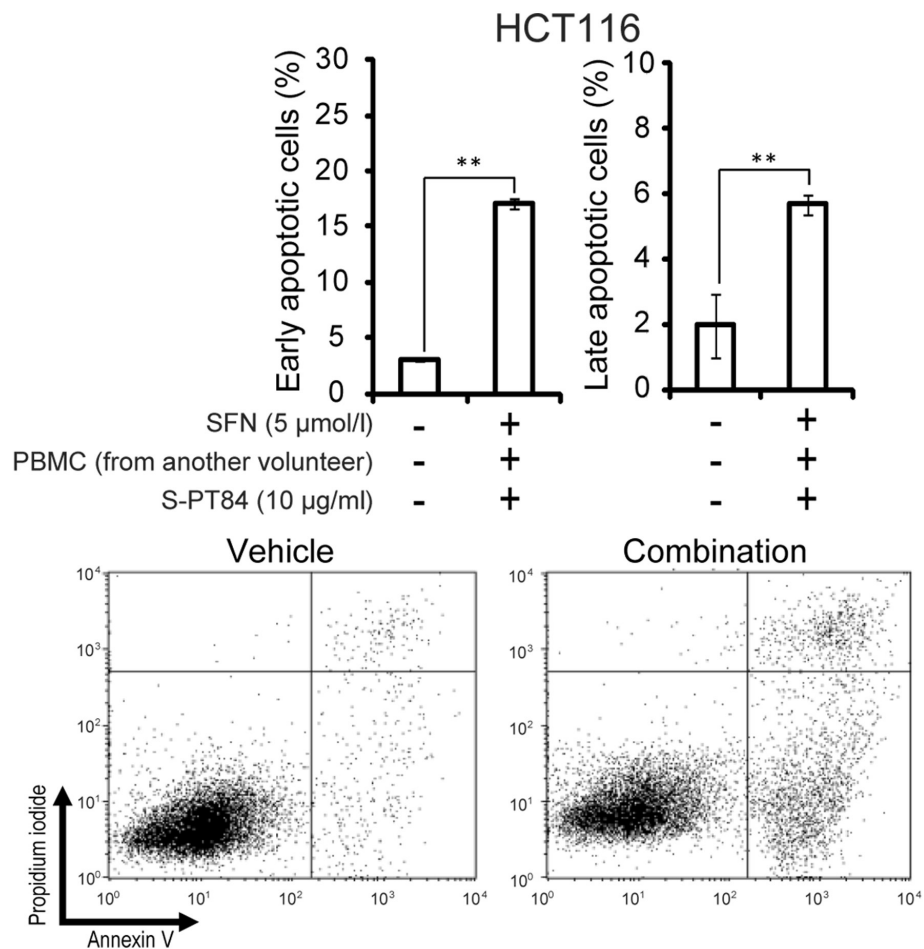 HCT116
Early apoptotic cells (%)
30
25
20
15
10
5
0
**
Late apoptotic cells (%)
10
8
6
4
2
0
**
SFN (5 µmol/l) - + - +
PBMC (from another volunteer) - + - +
S-PT84 (10 µg/ml) - + - +
Vehicle
Combination
Propidium iodide
10⁴
10³
10²
10¹
10⁰
10⁰ 10¹ 10² 10³ 10⁴
Annexin V
10⁴
10³
10²
10¹
10⁰
10⁰ 10¹ 10² 10³ 10⁴